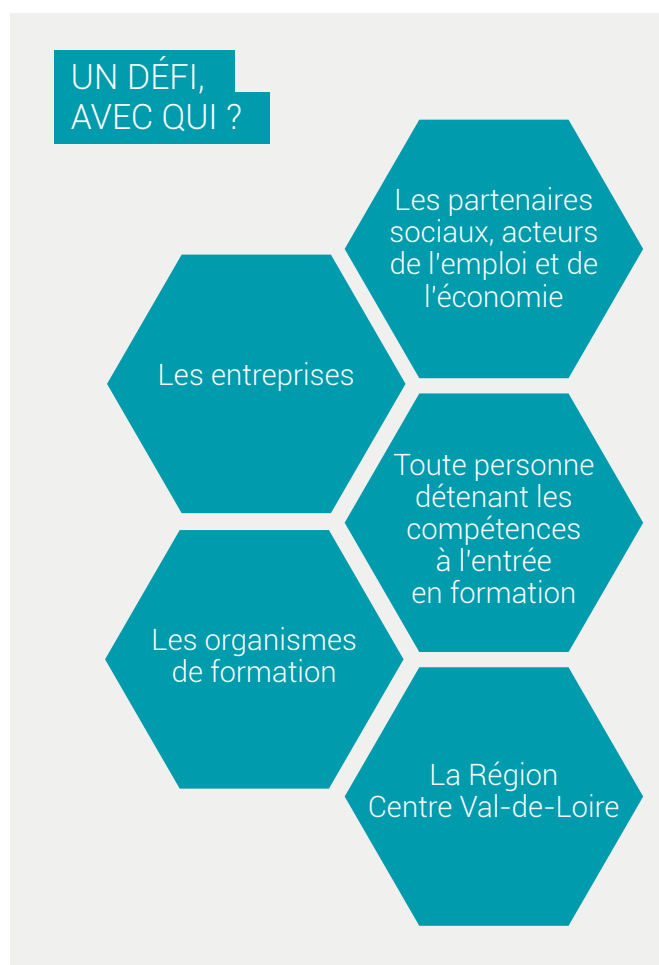 UN DÉFI,
AVEC QUI ?
Les partenaires
sociaux, acteurs
de l'emploi et de
l'économie
Les entreprises
Toute personne
détenant les
compétences
à l'entrée
en formation
Les organismes
de formation
La Région
Centre Val-de-Loire